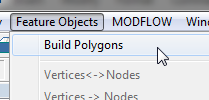 Feature Objects MODFLOW
Build Polygons
Vertices<->Nodes
Vertices -> Nodes